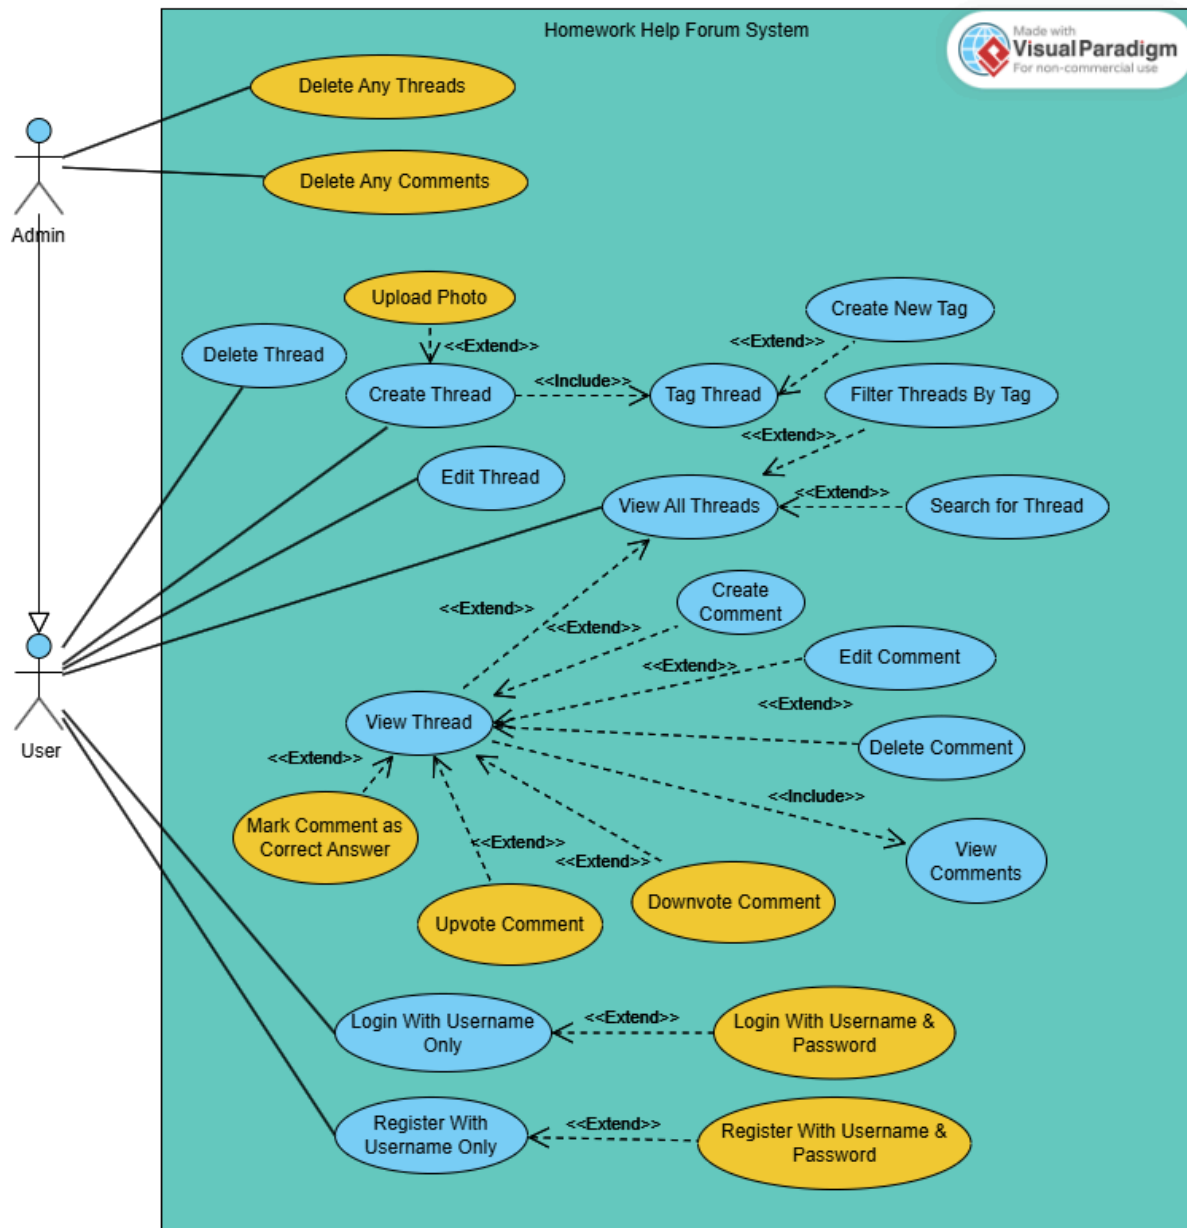 Homework Help Forum System
Made with
Visual Paradigm
For non-commercial use
Delete Any Threads
Delete Any Comments
Admin
Upload Photo
Create New Tag
<<Extend>>
<<Extend>>
Delete Thread
<<Include>>
Create Thread
Tag Thread
Filter Threads By Tag
<<Extend>>
Edit Thread
<<Extend>>
View All Threads
Search for Thread
Create
Comment
<<Extend>>
<<Extend>>
Edit Comment
<<Extend>>
<<Extend>>
User
View Thread
Delete Comment
<<Extend>>
<<Include>>
Mark Comment as
Correct Answer
<<Extend>>
<<Extend>>
View
Comments
Upvote Comment
Downvote Comment
Login With Username
Only
<<Extend>>
Login With Username &
Password
Register With
Username Only
<<Extend>>
Register With Username &
Password